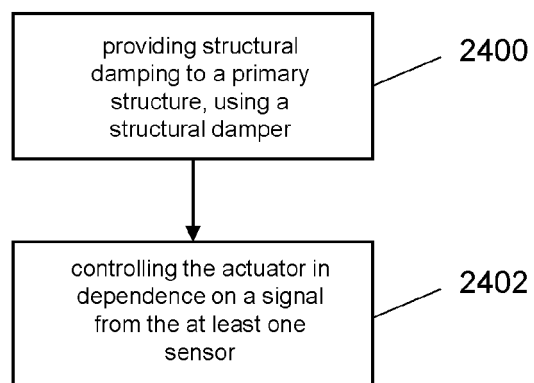 providing structural
damping to a primary
structure, using a
structural damper
2400
controlling the actuator in
dependence on a signal
from the at least one
sensor
2402